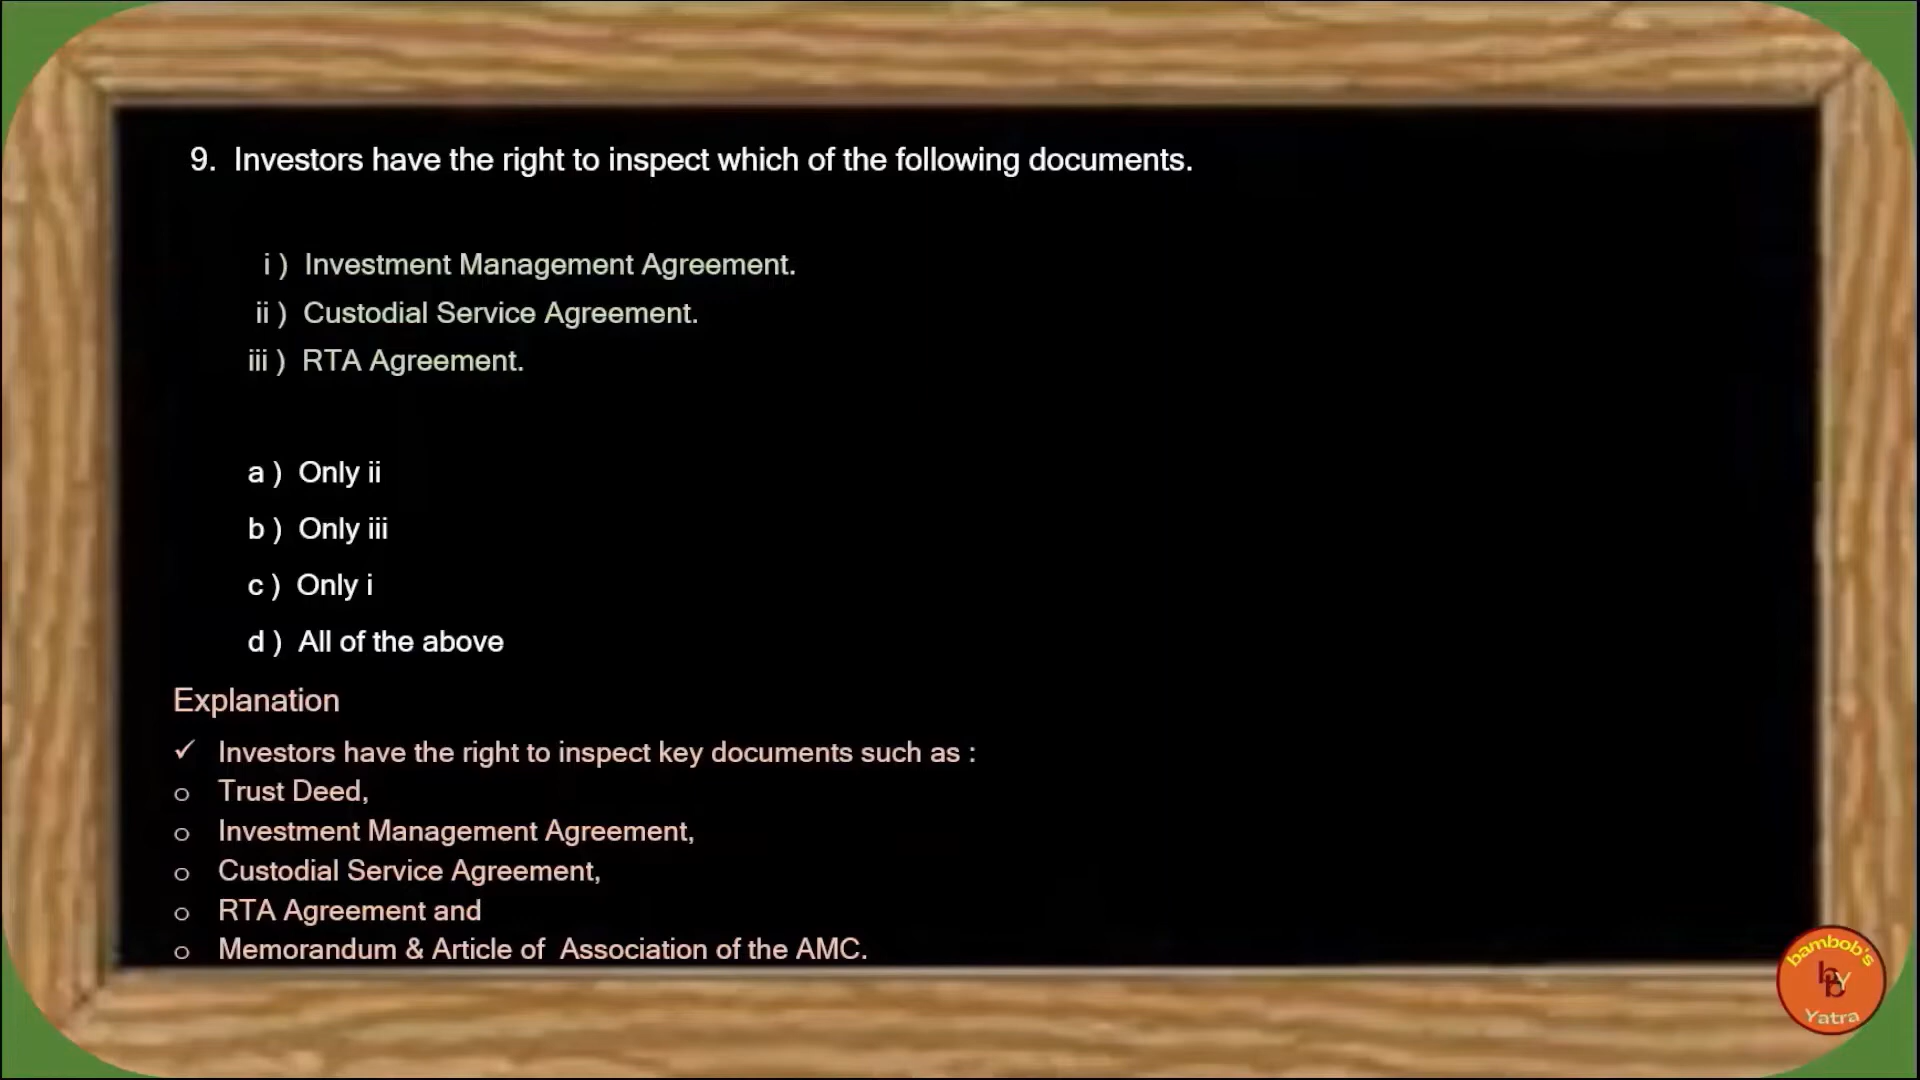 9. Investors have the right to inspect which of the following documents.
i ) Investment Management Agreement.
ii ) Custodial Service Agreement.
iii ) RTA Agreement.
a ) Only ii
b ) Only iii
c ) Only i
d ) All of the above
Explanation
✓ Investors have the right to inspect key documents such as :
o Trust Deed,
o Investment Management Agreement,
o Custodial Service Agreement,
o RTA Agreement and
o Memorandum & Article of Association of the AMC.
bambob's
bY
b
Yatra